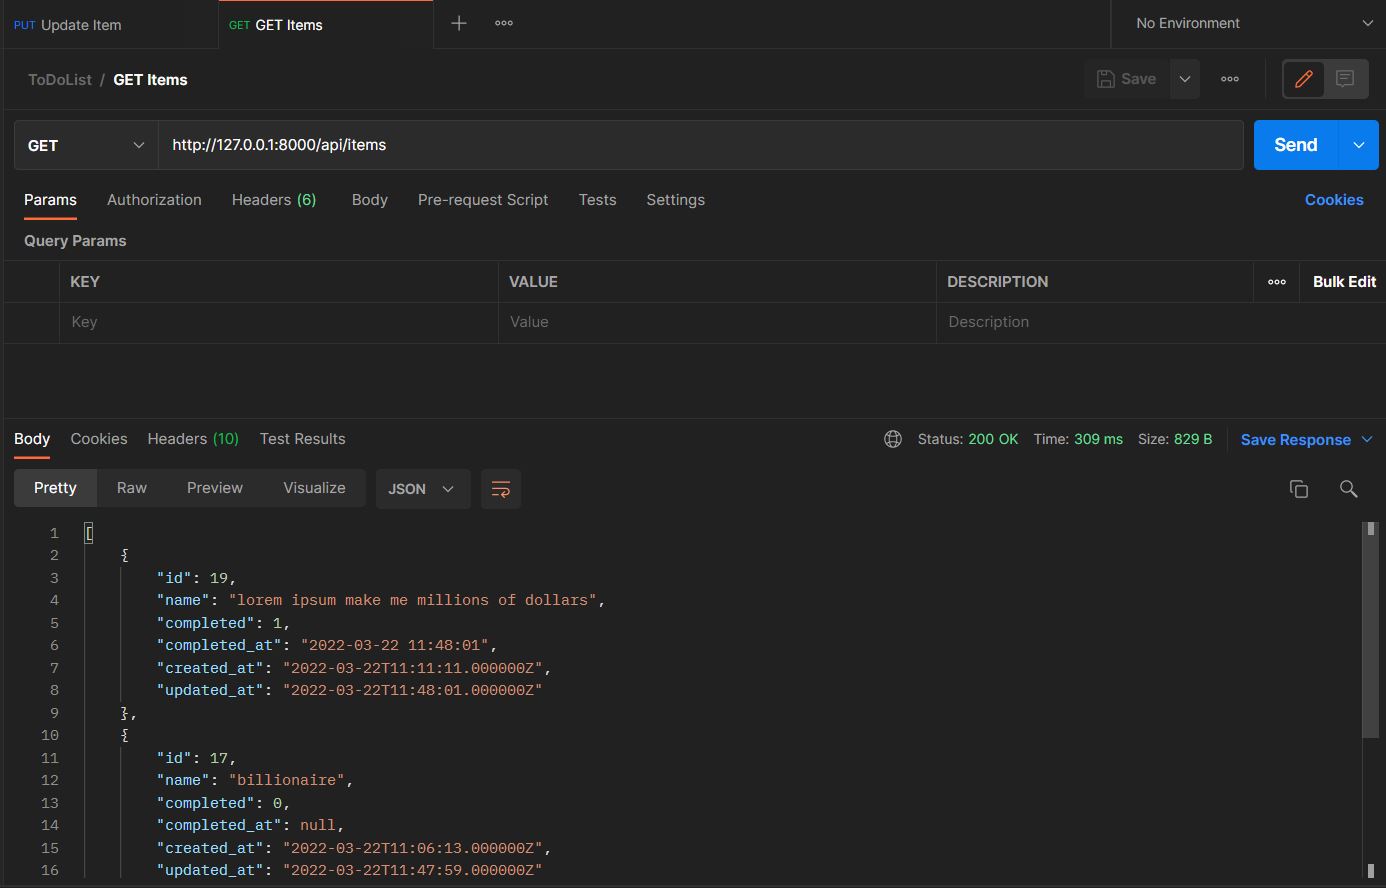 PUT Update Item GET GET Items No Environment
ToDoList / GET Items Save
GET http://127.0.0.1:8000/api/items Send
Params Authorization Headers (6) Body Pre-request Script Tests Settings Cookies
Query Params
KEY VALUE DESCRIPTION Bulk Edit
Key Value Description
Body Cookies Headers (10) Test Results Status: 200 OK Time: 309 ms Size: 829 B Save Response
Pretty Raw Preview Visualize JSON
1 [
2 {
3 "id": 19,
4 "name": "lorem ipsum make me millions of dollars",
5 "completed": 1,
6 "completed_at": "2022-03-22 11:48:01",
7 "created_at": "2022-03-22T11:11:11.000000Z",
8 "updated_at": "2022-03-22T11:48:01.000000Z"
9 },
10 {
11 "id": 17,
12 "name": "billionaire",
13 "completed": 0,
14 "completed_at": null,
15 "created_at": "2022-03-22T11:06:13.000000Z",
16 "updated_at": "2022-03-22T11:47:59.000000Z"